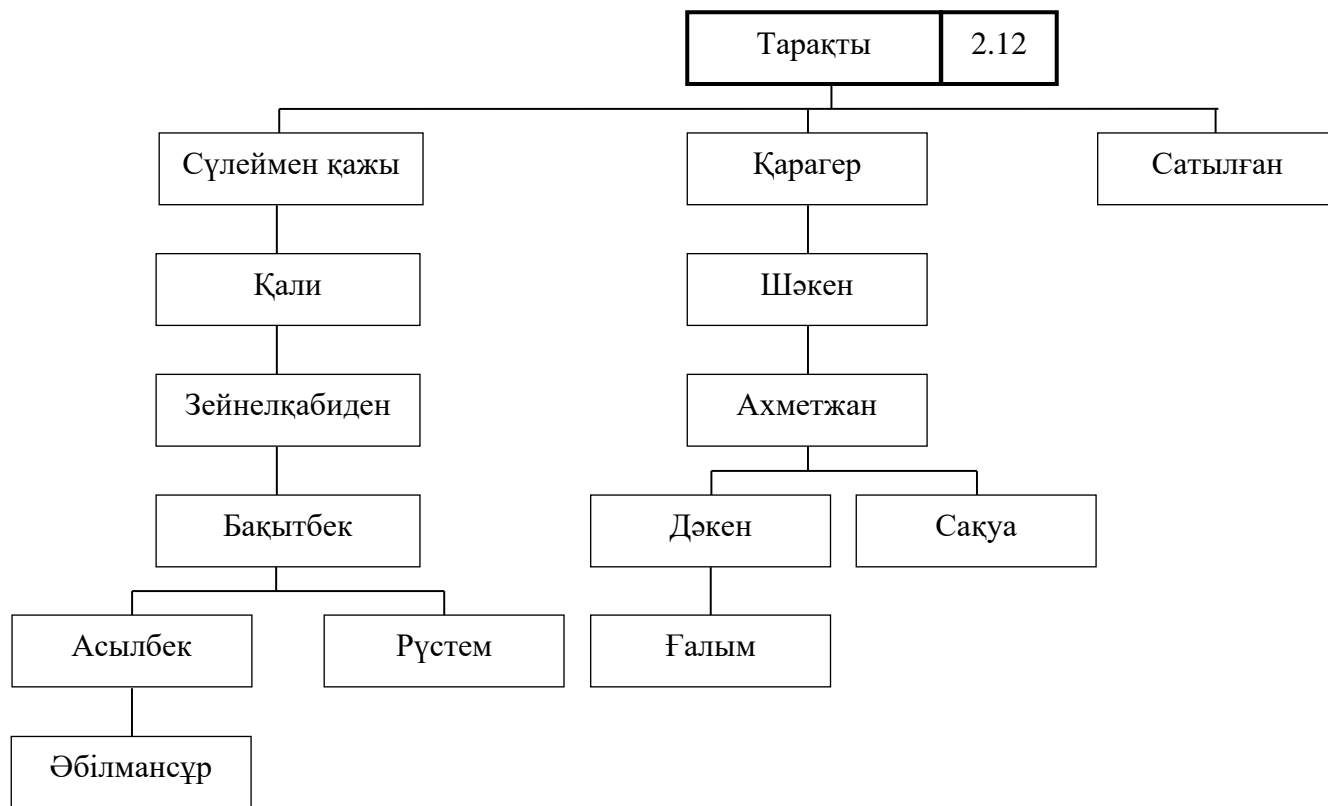 Тарақты 2.12
Сүлеймен қажы
Қарагер
Сатылған
Қали
Шәкен
Зейнелқабиден
Ахметжан
Бақытбек
Дәкен
Сақуа
Асылбек
Рүстем
Ғалым
Әбілмансұр